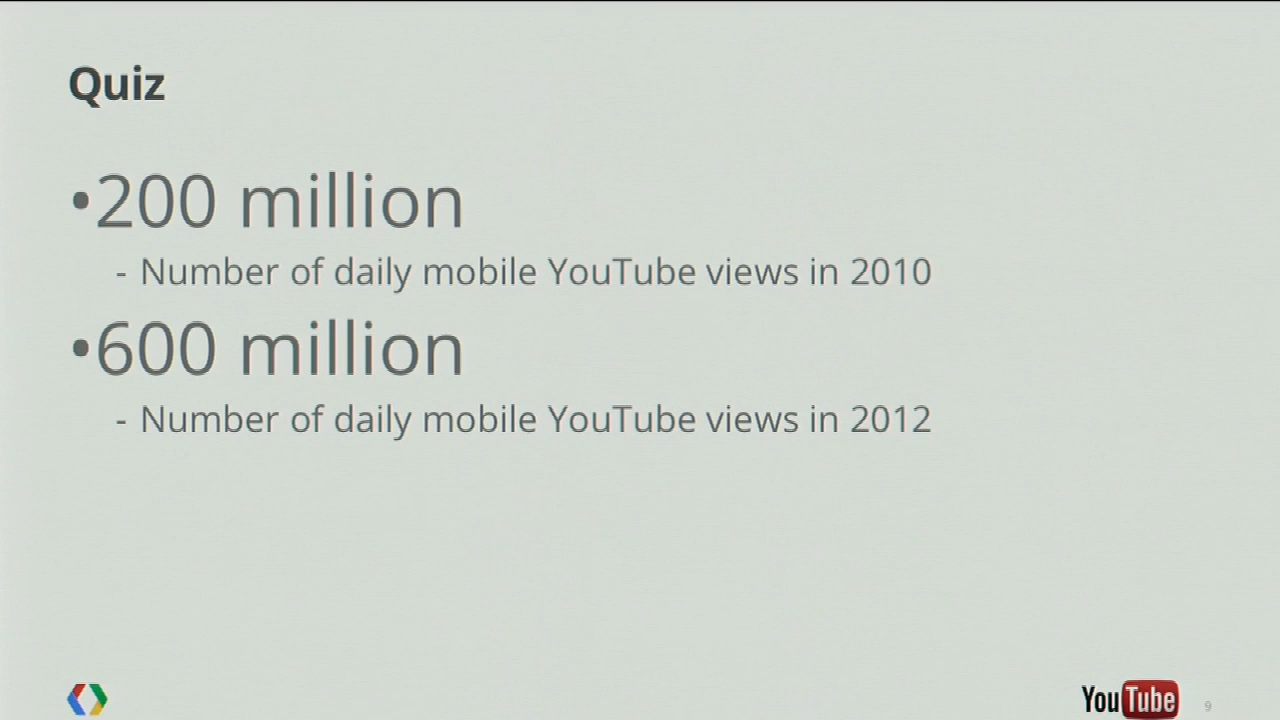 Quiz
•200 million
- Number of daily mobile YouTube views in 2010
•600 million
- Number of daily mobile YouTube views in 2012
YouTube
9